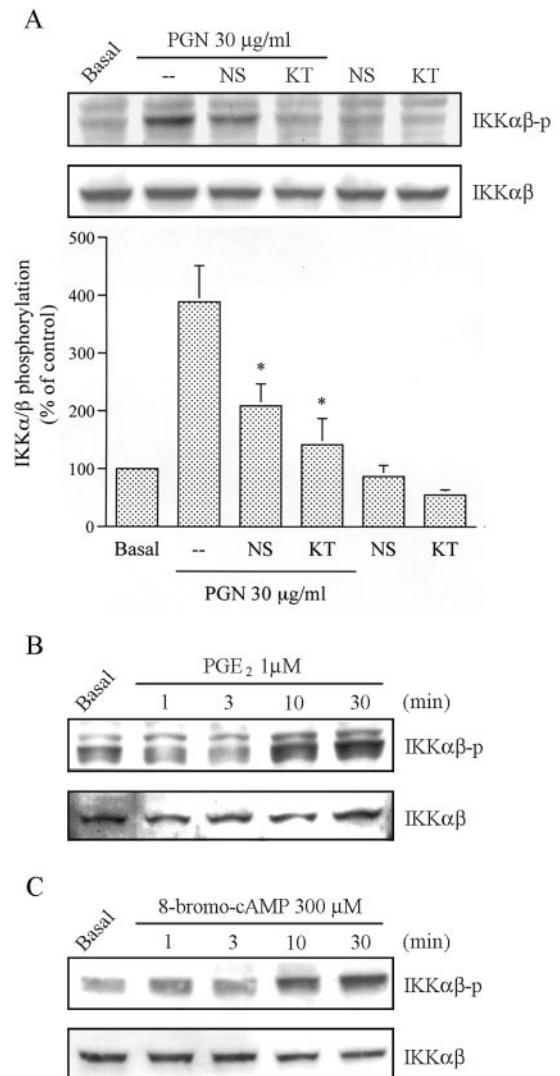 A
Basal
PGN 30 µg/ml
-- NS KT NS KT
IKKαβ-p
IKKαβ
IKKα/β phosphorylation
(% of control)
500
400
300
200
100
0
* *
Basal -- NS KT NS KT
PGN 30 µg/ml
B
Basal
PGE₂ 1µM
1 3 10 30 (min)
IKKαβ-p
IKKαβ
C
Basal
8-bromo-cAMP 300 µM
1 3 10 30 (min)
IKKαβ-p
IKKαβ